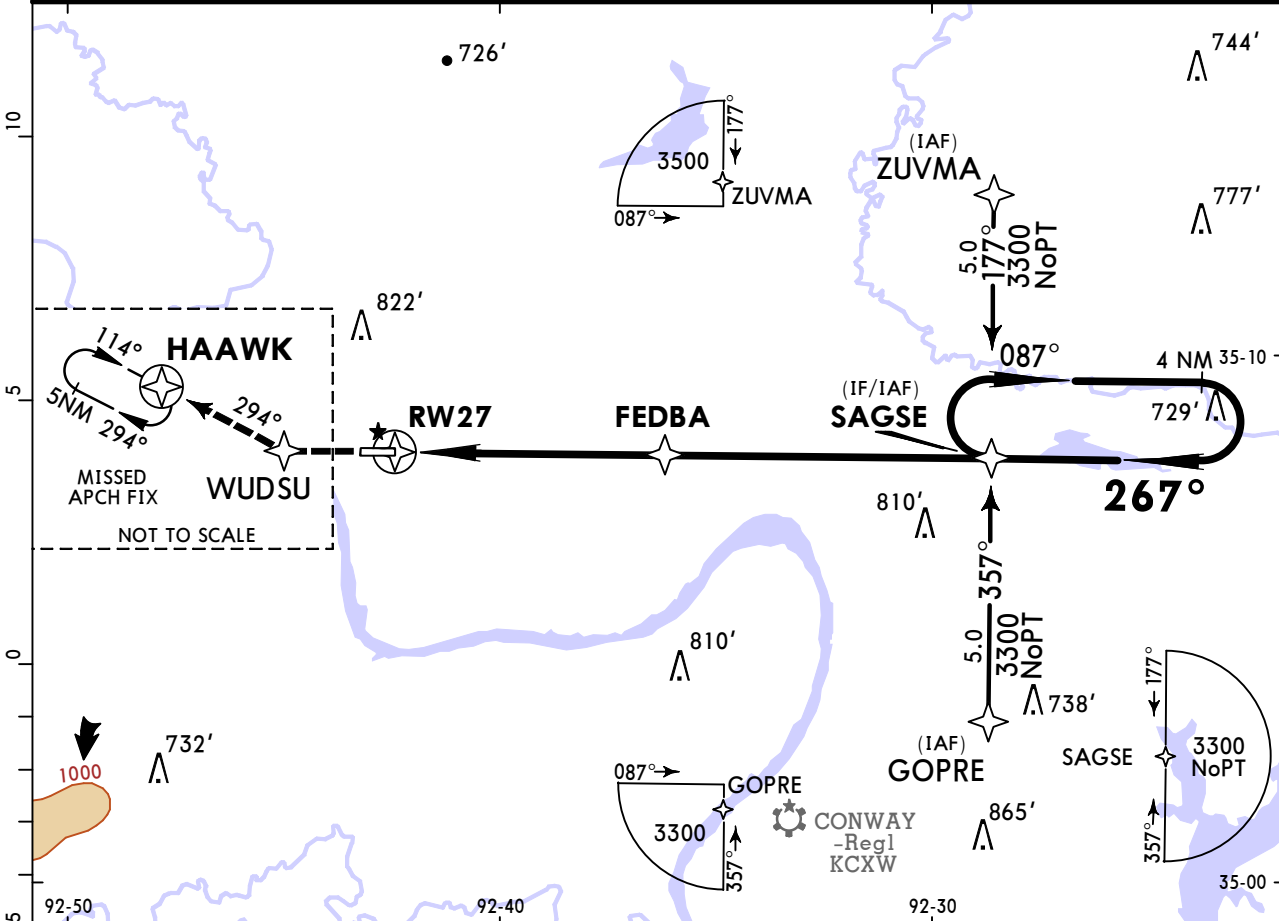 726'
744'
10
177°
3500
ZUVMA
087°
(IAF)
ZUVMA
777'
5.0
177°
3300
NoPT
822'
114°
HAAWK
5NM
294°
294°
MISSED
APCH FIX
WUDSU
NOT TO SCALE
5
RW27
FEDBA
(IF/IAF)
SAGSE
087°
4 NM
35-10
729'
267°
810'
357°
5.0
3300
NoPT
0
810'
738'
(IAF)
GOPRE
177°
SAGSE
3300
NoPT
357°
732'
1000
087°
GOPRE
3300
357°
CONWAY
-Regl
KCXW
865'
35-00
5
92-50
92-40
92-30